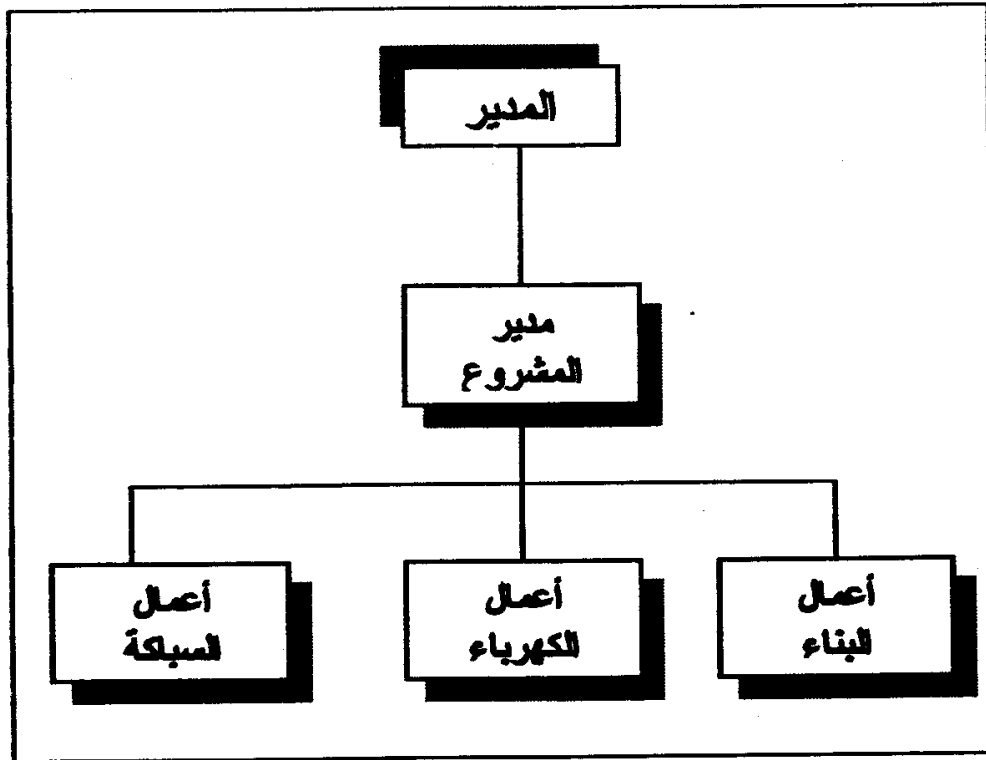 المدير
مدير
المشروع
أعمال
البناء
أعمال
الكهرباء
أعمال
السباكة